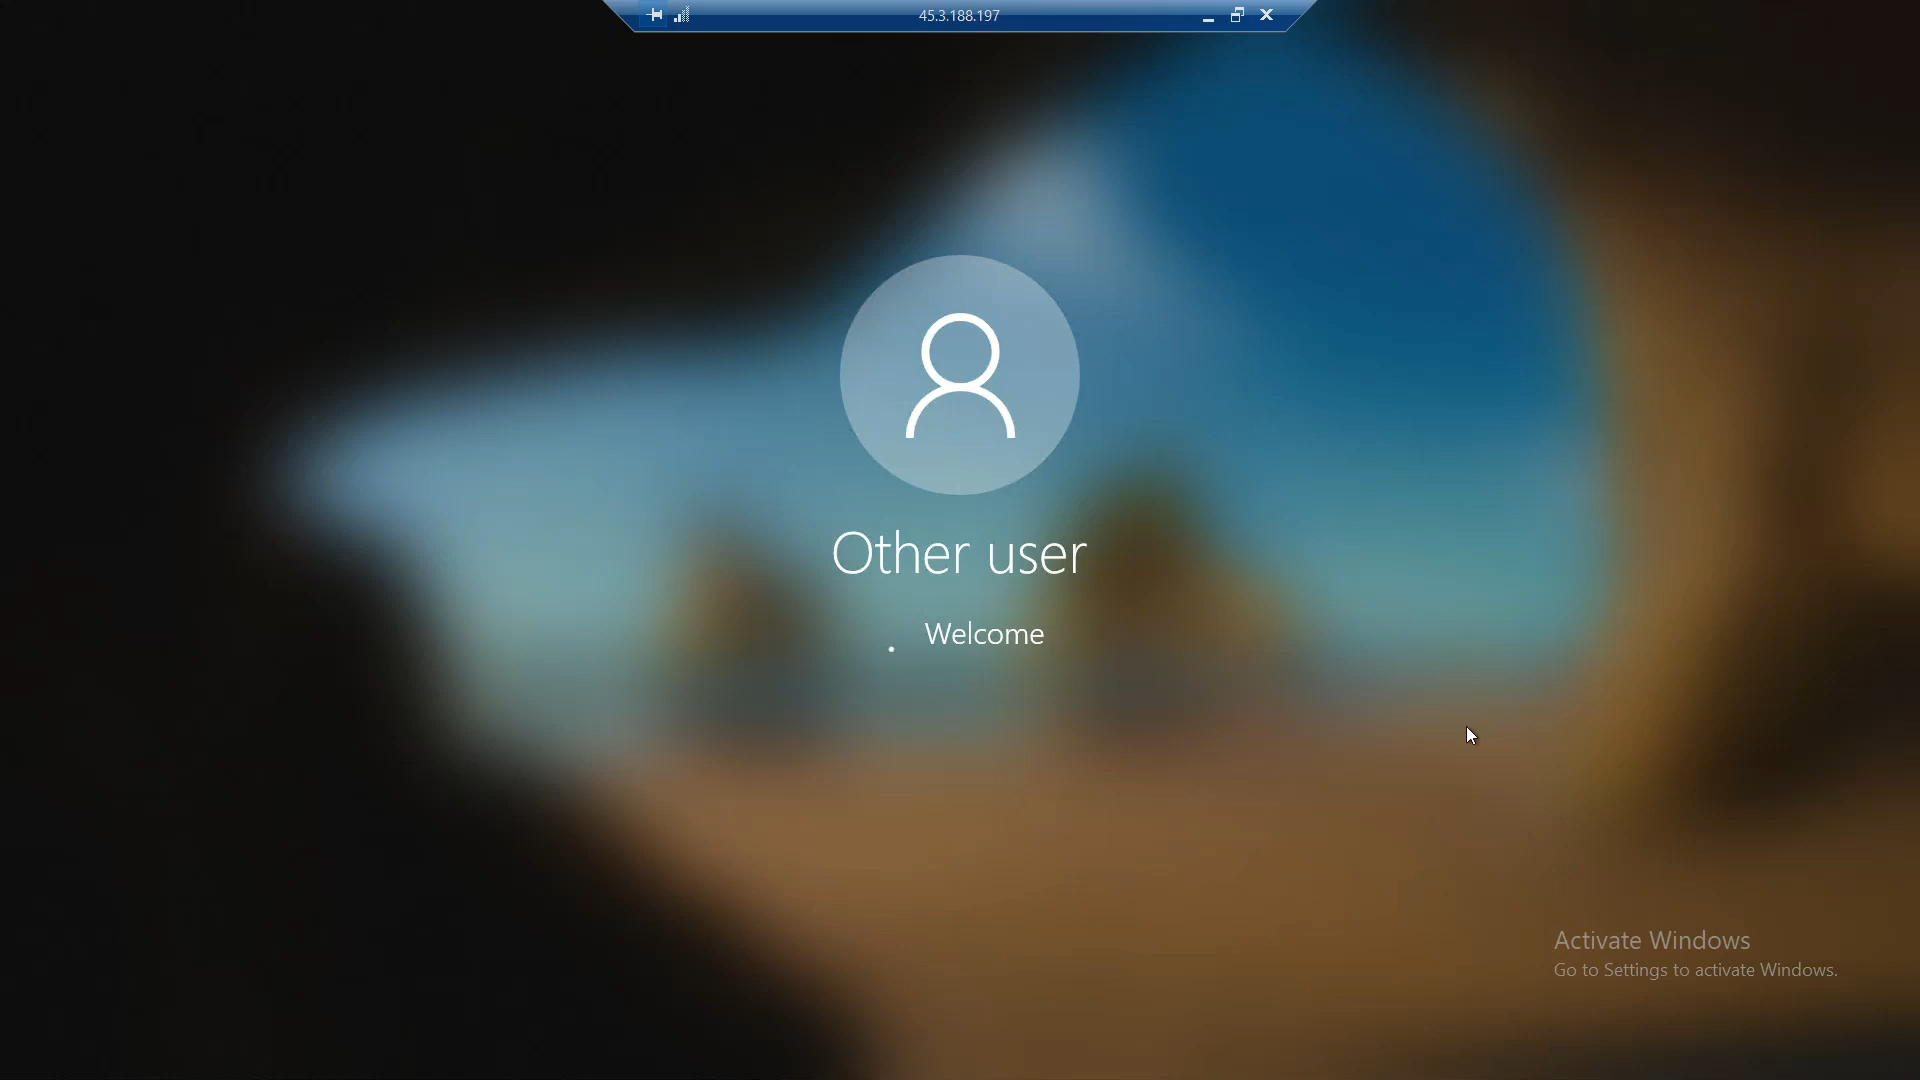 45.3.188.197
Other user
Welcome
Activate Windows
Go to Settings to activate Windows.